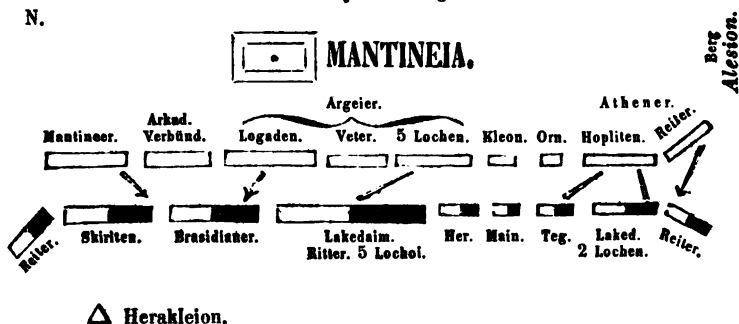 N.
MANTINEIA.
Berg
Alesion.
Argeier.
Athener.
Mantineer.
Arkad.
Verbünd.
Logaden.
Veter.
5 Lochen.
Kleon.
Orn.
Hopliten.
Reiter.
Reiter.
Skiriten.
Brasidianer.
Lakedaim.
Ritter. 5 Lochoi.
Her.
Main.
Teg.
Laked.
2 Lochen.
Reiter.
Herakleion.